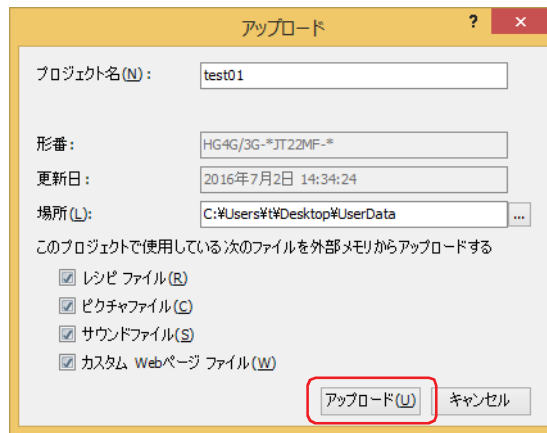 アップロード ? ×
プロジェクト名(N): test01
形番: HG4G/3G-*JT22MF-*
更新日: 2016年7月2日 14:34:24
場所(L): C:¥Users¥t¥Desktop¥UserData ...
このプロジェクトで使用している次のファイルを外部メモリからアップロードする
レシピ ファイル(R)
ピクチャファイル(C)
サウンドファイル(S)
カスタム Webページ ファイル(W)
アップロード(U) キャンセル